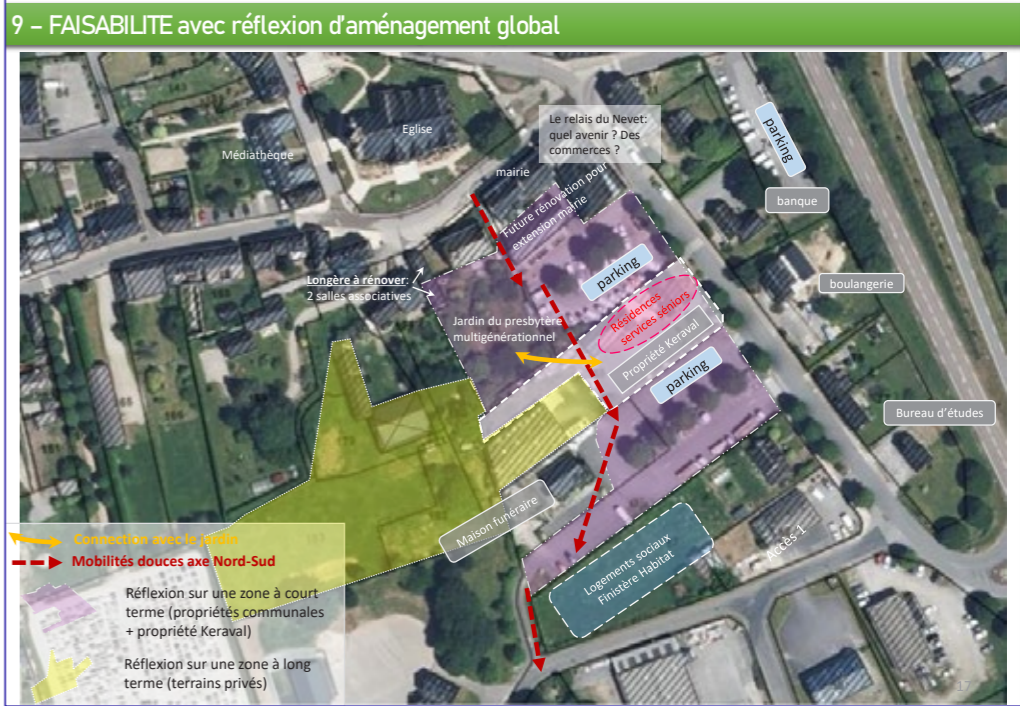 9 – FAISABILITE avec réflexion d'aménagement global
Le relais du Nevet:
quel avenir ? Des
commerces ?
Eglise
Médiathèque
mairie
parking
banque
Future rénovation pour
extension mairie
Longère à rénover:
2 salles associatives
parking
boulangerie
Résidences
services séniors
Jardin du presbytère
multigénérationnel
Propriété Keraval
parking
Bureau d'études
Maison funéraire
Accès 1
Logements sociaux
Finistère Habitat
Connection avec le jardin
Mobilités douces axe Nord-Sud
Réflexion sur une zone à court
terme (propriétés communales
+ propriété Keraval)
Réflexion sur une zone à long
terme (terrains privés)
17